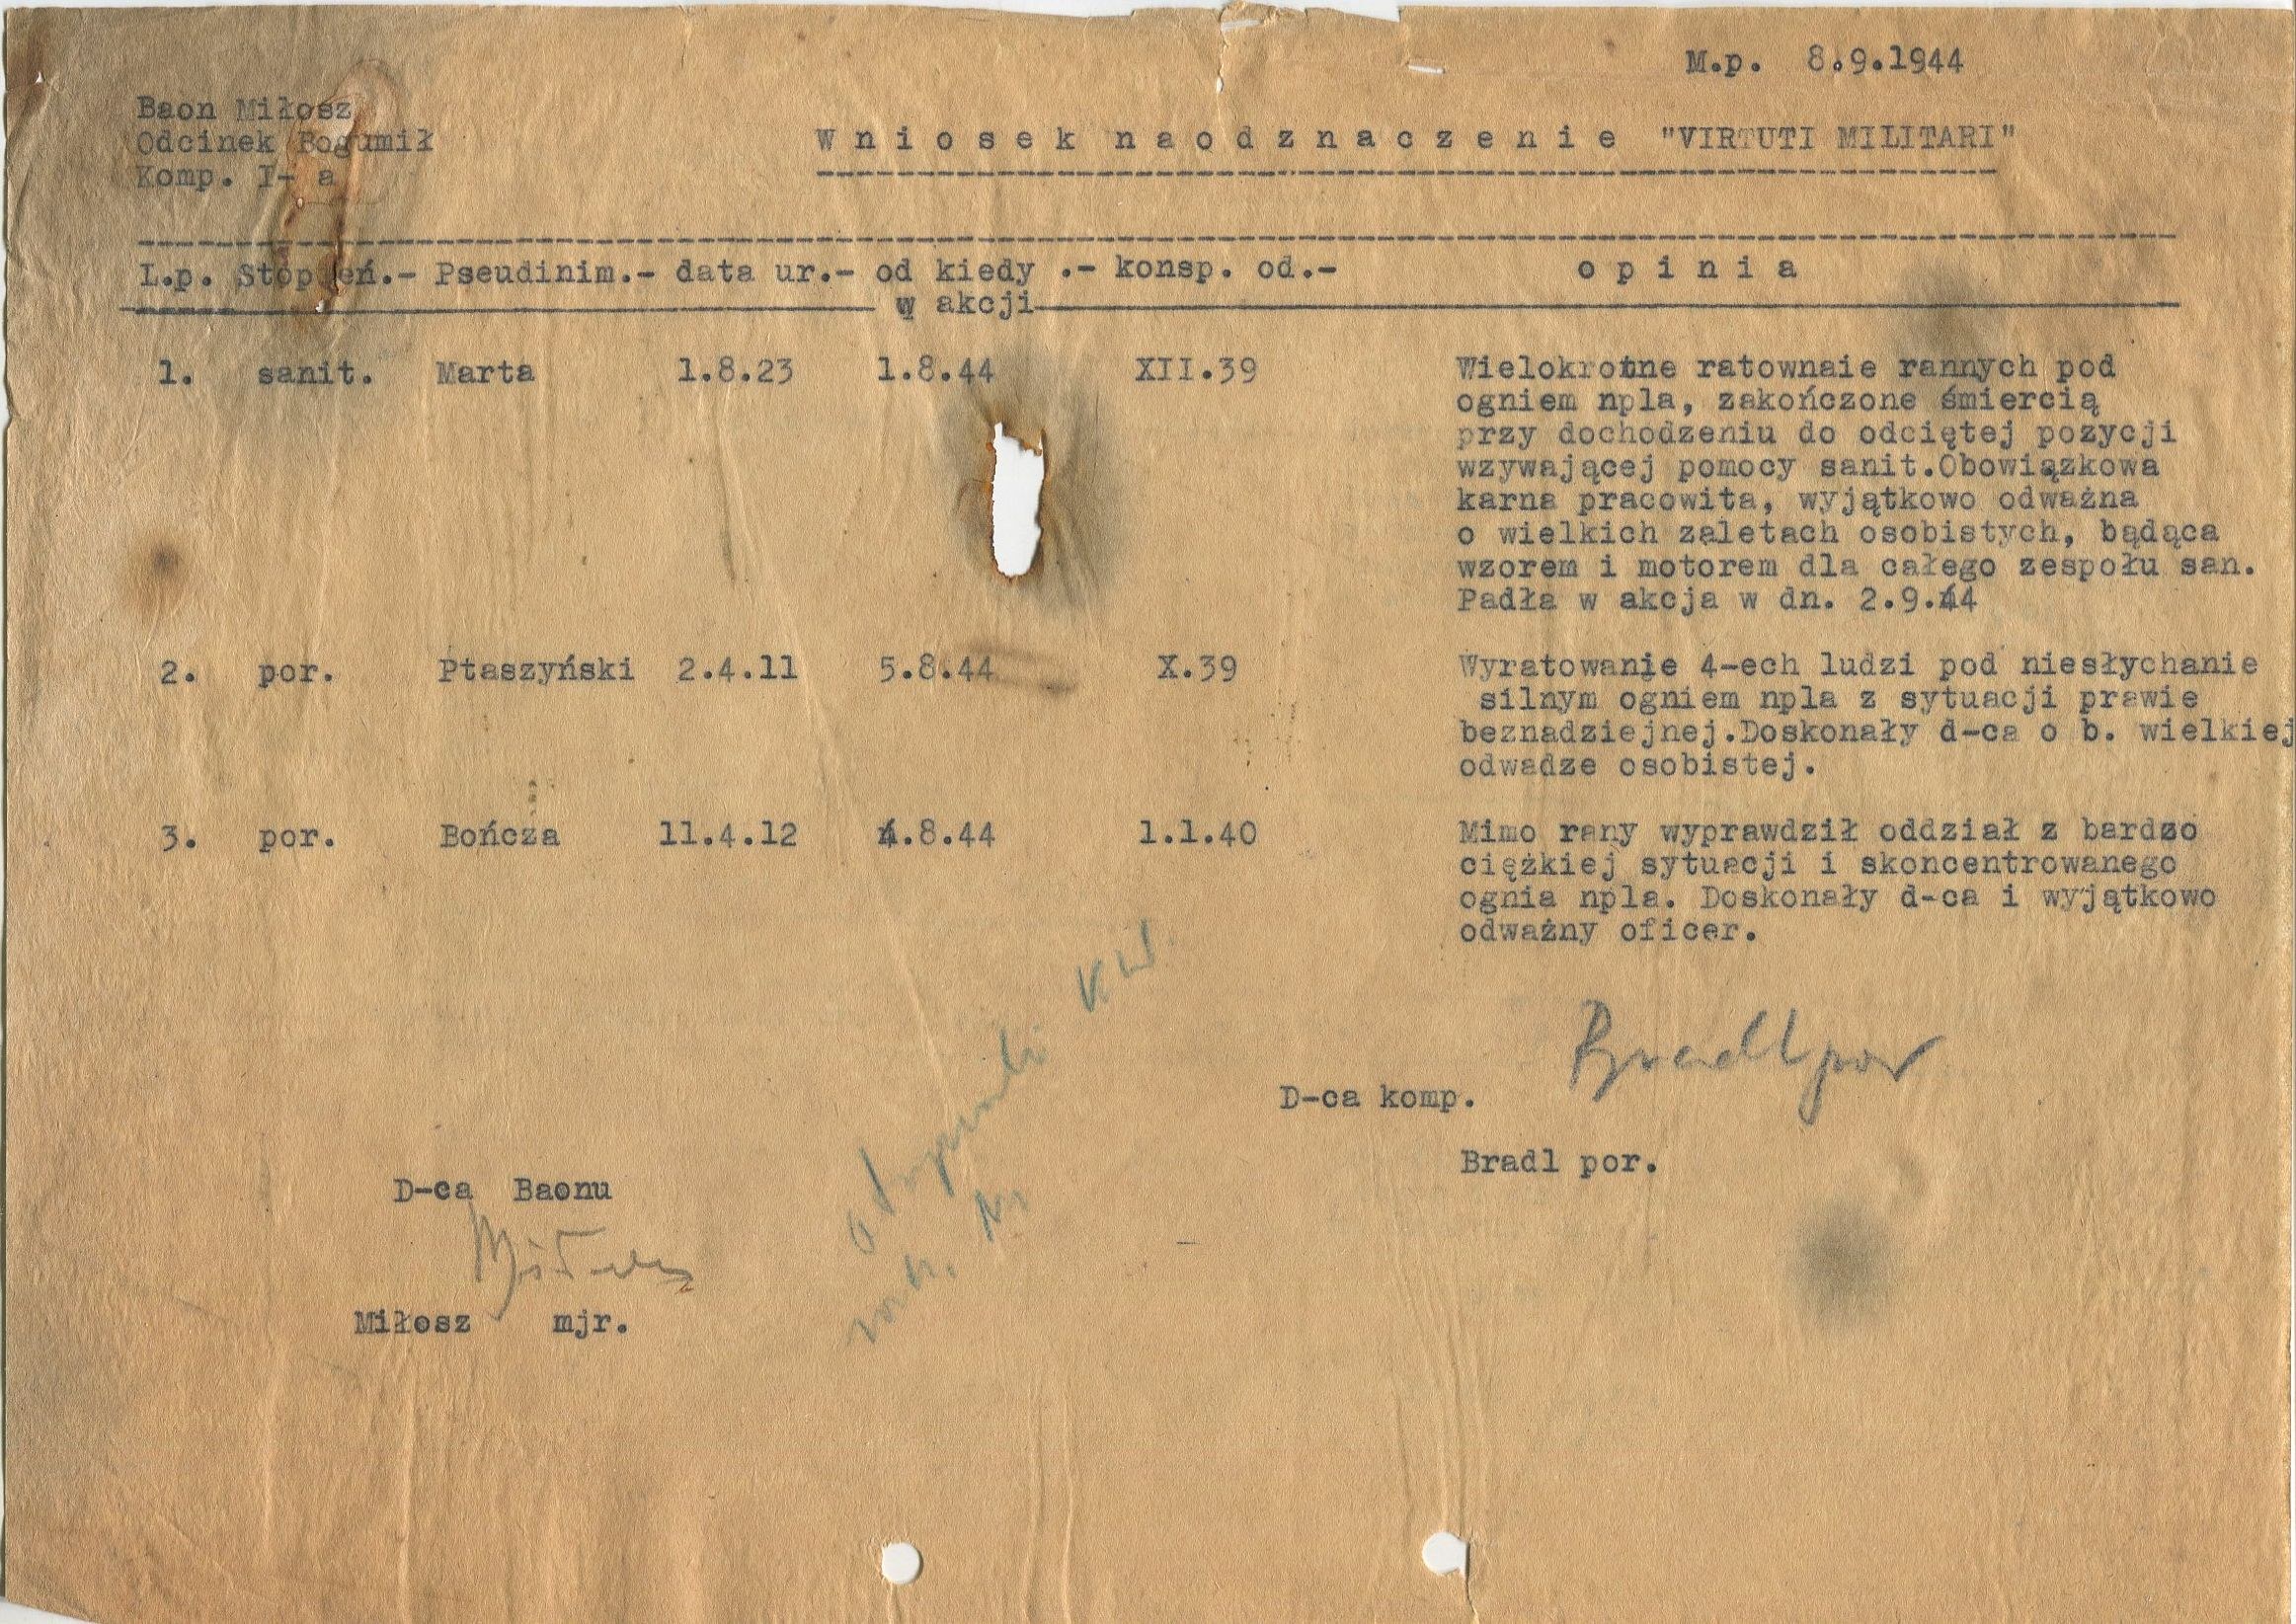 M.p. 8.9.1944
Baon Miłosz
Odcinek Bogumił
Komp. I- a
W n i o s e k n a o d z n a c z e n i e "VIRTUTI MILITARI"
L.p. Stop eń.- Pseudinim.- data ur.- od kiedy .- konsp. od.- o p i n i a
w akcji
1. sanit. Marta 1.8.23 1.8.44 XII.39 Wielokrotne ratownaie rannych pod
ogniem npla, zakończone śmiercią
przy dochodzeniu do odciętej pozycji
wzywającej pomocy sanit.Obowiązkowa
karna pracowita, wyjątkowo odważna
o wielkich zaletach osobistych, bądąca
wzorem i motorem dla całego zespołu san.
Padła w akcja w dn. 2.9.44
2. por. Ptaszyński 2.4.11 5.8.44 X.39 Wyratowanie 4-ech ludzi pod niesłychanie
silnym ogniem npla z sytuacji prawie
beznadziejnej.Doskonały d-ca o b. wielkiej
odwadze osobistej.
3. por. Bończa 11.4.12 4.8.44 1.1.40 Mimo rany wyprawdził oddział z bardzo
ciężkiej sytuacji i skoncentrowanego
ognia npla. Doskonały d-ca i wyjątkowo
odważny oficer.
KW
Bradl por
D-ca komp.
Bradl por.
D-ca Baonu
Miłosz
Miłosz mjr.